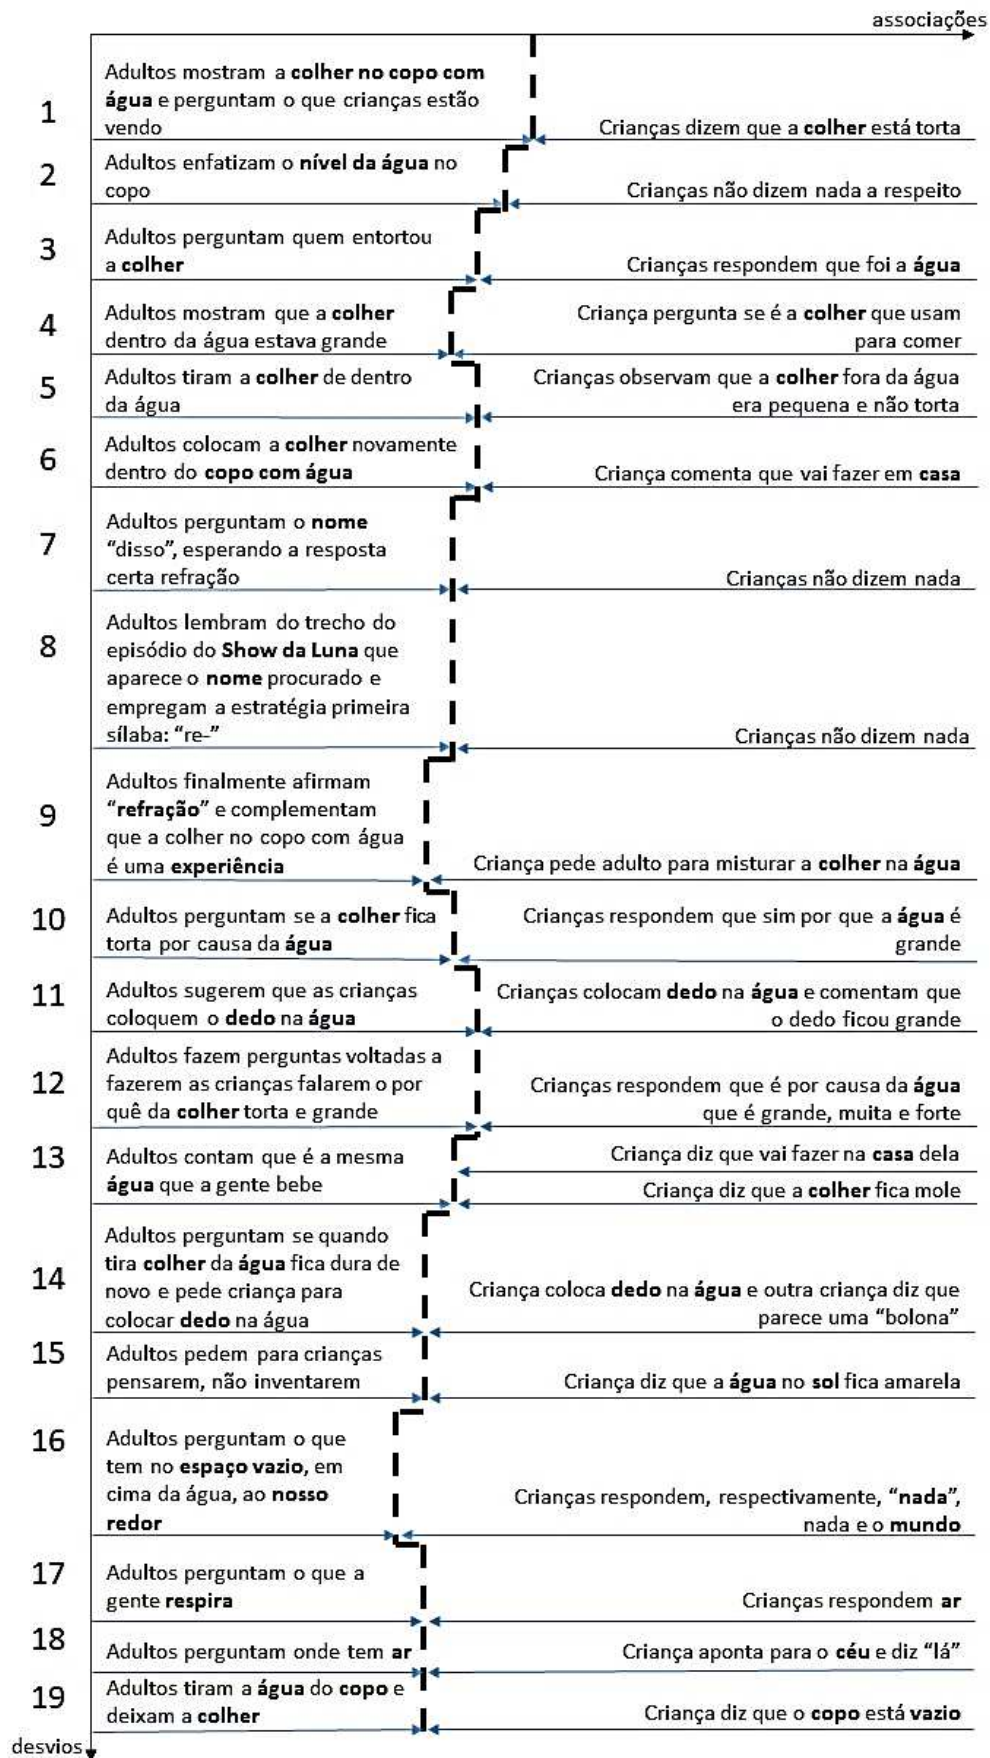 associações
1
Adultos mostram a colher no copo com
água e perguntam o que crianças estão
vendo
Crianças dizem que a colher está torta
2
Adultos enfatizam o nível da água no
copo
Crianças não dizem nada a respeito
3
Adultos perguntam quem entortou
a colher
Crianças respondem que foi a água
4
Adultos mostram que a colher
dentro da água estava grande
Criança pergunta se é a colher que usam
para comer
5
Adultos tiram a colher de dentro
da água
Crianças observam que a colher fora da água
era pequena e não torta
6
Adultos colocam a colher novamente
dentro do copo com água
Criança comenta que vai fazer em casa
7
Adultos perguntam o nome
“disso”, esperando a resposta
certa refração
Crianças não dizem nada
8
Adultos lembram do trecho do
episódio do Show da Luna que
aparece o nome procurado e
empregam a estratégia primeira
sílaba: “re-”
Crianças não dizem nada
9
Adultos finalmente afirmam
“refração” e complementam
que a colher no copo com água
é uma experiência
Criança pede adulto para misturar a colher na água
10
Adultos perguntam se a colher fica
torta por causa da água
Crianças respondem que sim por que a água é
grande
11
Adultos sugerem que as crianças
coloquem o dedo na água
Crianças colocam dedo na água e comentam que
o dedo ficou grande
12
Adultos fazem perguntas voltadas a
fazerem as crianças falarem o por
quê da colher torta e grande
Crianças respondem que é por causa da água
que é grande, muita e forte
13
Adultos contam que é a mesma
água que a gente bebe
Criança diz que vai fazer na casa dela
Criança diz que a colher fica mole
14
Adultos perguntam se quando
tira colher da água fica dura de
novo e pede criança para
colocar dedo na água
Criança coloca dedo na água e outra criança diz que
parece uma “bolona”
15
Adultos pedem para crianças
pensarem, não inventarem
Criança diz que a água no sol fica amarela
16
Adultos perguntam o que
tem no espaço vazio, em
cima da água, ao nosso
redor
Crianças respondem, respectivamente, “nada”,
nada e o mundo
17
Adultos perguntam o que a
gente respira
Crianças respondem ar
18
Adultos perguntam onde tem ar
Criança aponta para o céu e diz “lá”
19
Adultos tiram a água do copo e
deixam a colher
Criança diz que o copo está vazio
desvios